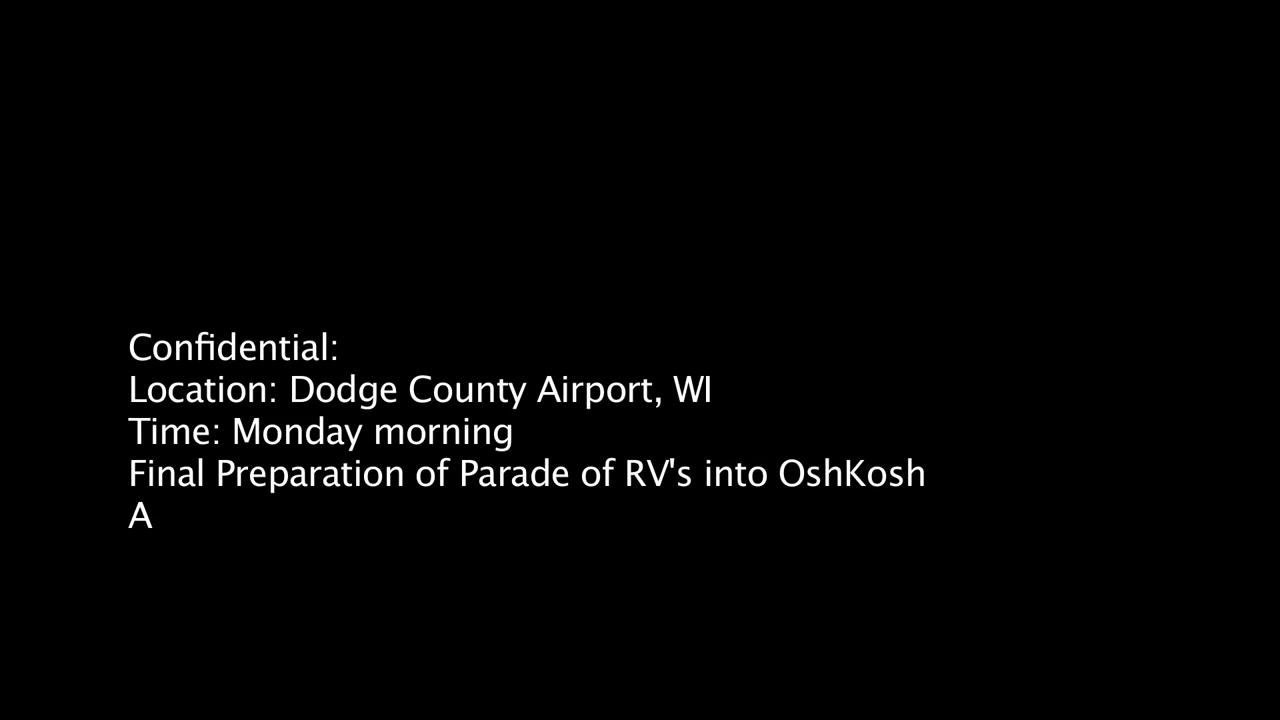 Confidential:
Location: Dodge County Airport, WI
Time: Monday morning
Final Preparation of Parade of RV's into OshKosh
A